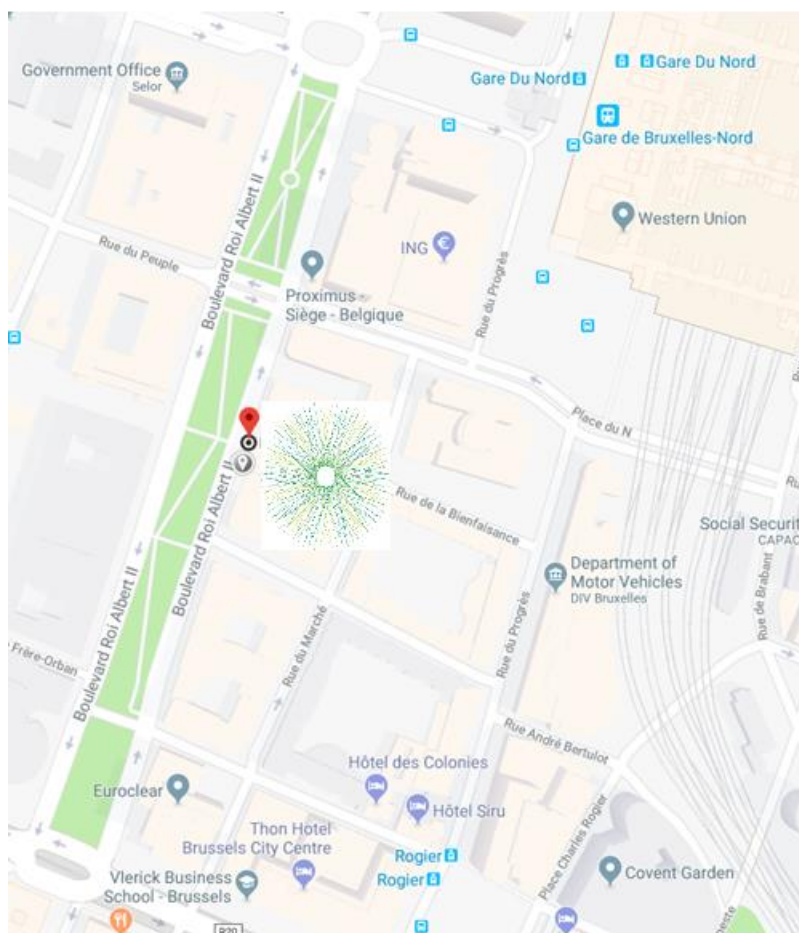 Government Office
Selor
Gare Du Nord
Gare Du Nord
Gare de Bruxelles-Nord
Western Union
ING
Rue du Peuple
Boulevard Roi Albert II
Rue du Progrès
Proximus -
Siège - Belgique
Place du N
Boulevard Roi Albert II
Rue de la Bienfaisance
Social Securit
CAPAC
Department of
Motor Vehicles
DIV Bruxelles
Rue de Brabant
Rue du Progrès
Rue du Marché
Frère-Orban
Boulevard Roi Albert II
Rue André Bertulot
Hôtel des Colonies
Euroclear
Hôtel Siru
Thon Hotel
Brussels City Centre
Rogier
Rogier
Place Charles Rogier
Covent Garden
Vlerick Business
School - Brussels
R20